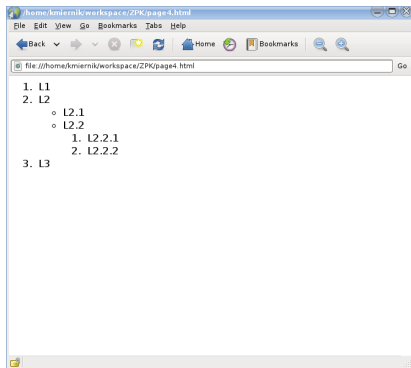 /home/kmiernik/workspace/ZPK/page4.html
File Edit View Go Bookmarks Tabs Help
Back Home Bookmarks
file:///home/kmiernik/workspace/ZPK/page4.html Go
1. L1
2. L2
L2.1
L2.2
1. L2.2.1
2. L2.2.2
3. L3